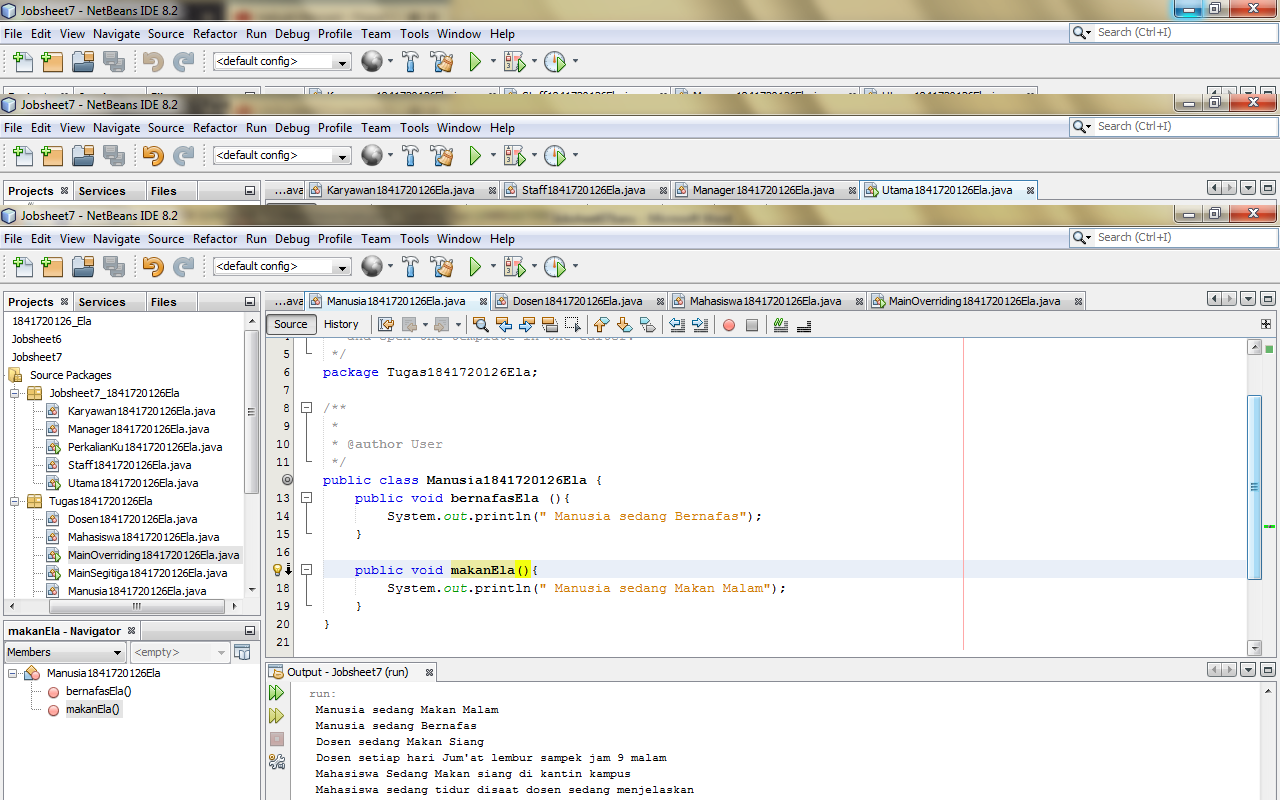 Jobsheet7 - NetBeans IDE 8.2
File Edit View Navigate Source Refactor Run Debug Profile Team Tools Window Help
Search (Ctrl+I)
<default config>
Jobsheet7 - NetBeans IDE 8.2
File Edit View Navigate Source Refactor Run Debug Profile Team Tools Window Help
Search (Ctrl+I)
<default config>
Projects Services Files
...ava Karyawan1841720126Ela.java Staff1841720126Ela.java Manager1841720126Ela.java Utama1841720126Ela.java
Jobsheet7 - NetBeans IDE 8.2
File Edit View Navigate Source Refactor Run Debug Profile Team Tools Window Help
Search (Ctrl+I)
<default config>
Projects Services Files
...ava Manusia1841720126Ela.java Dosen1841720126Ela.java Mahasiswa1841720126Ela.java MainOverriding1841720126Ela.java
1841720126_Ela
Jobsheet6
Jobsheet7
Source Packages
Jobsheet7_1841720126Ela
Karyawan1841720126Ela.java
Manager1841720126Ela.java
PerkalianKu1841720126Ela.java
Staff1841720126Ela.java
Utama1841720126Ela.java
Tugas1841720126Ela
Dosen1841720126Ela.java
Mahasiswa1841720126Ela.java
MainOverriding1841720126Ela.java
MainSegitiga1841720126Ela.java
Manusia1841720126Ela.java
Source History
5 */
6 package Tugas1841720126Ela;
7
8 /**
9 *
10 * @author User
11 */
public class Manusia1841720126Ela {
13 public void bernafasEla (){
14 System.out.println(" Manusia sedang Bernafas");
15 }
16
public void makanEla(){
18 System.out.println(" Manusia sedang Makan Malam");
19 }
20 }
21
makanEla - Navigator
Members <empty>
Manusia1841720126Ela
bernafasEla()
makanEla()
Output - Jobsheet7 (run)
run:
Manusia sedang Makan Malam
Manusia sedang Bernafas
Dosen sedang Makan Siang
Dosen setiap hari Jum'at lembur sampek jam 9 malam
Mahasiswa Sedang Makan siang di kantin kampus
Mahasiswa sedang tidur disaat dosen sedang menjelaskan